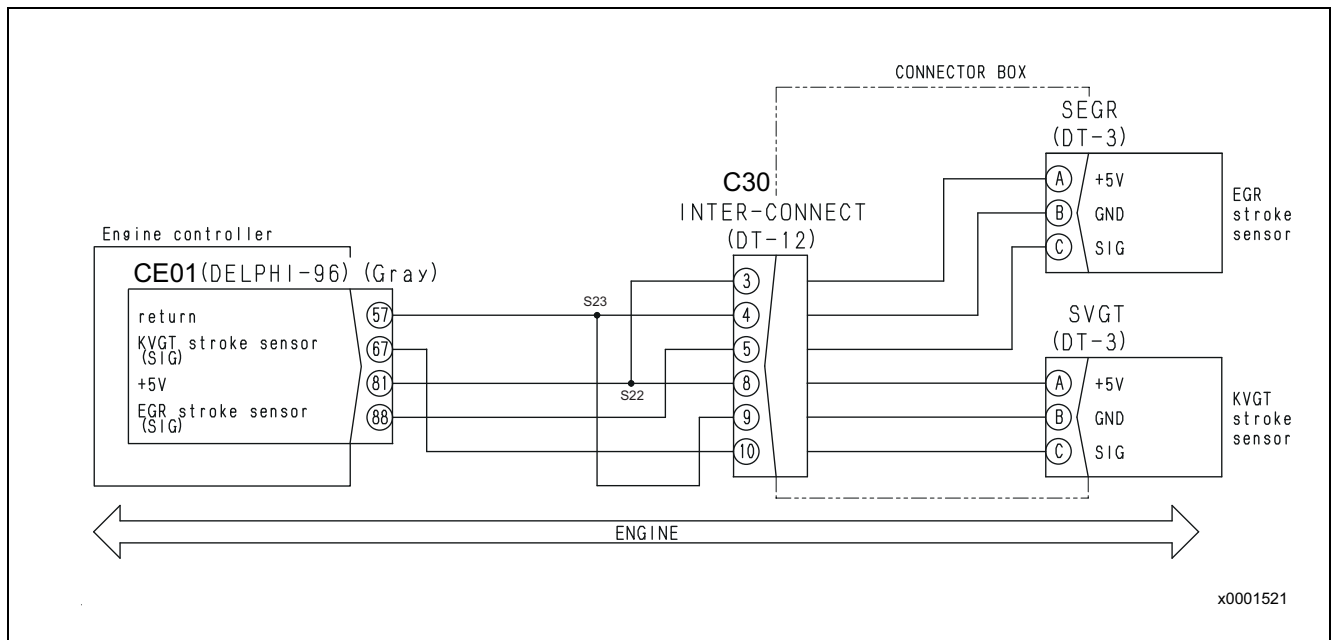 CONNECTOR BOX
SEGR
(DT-3)
A +5V
B GND
C SIG
EGR
stroke
sensor
C30
INTER-CONNECT
(DT-12)
3
4
5
8
9
10
Engine controller
CE01(DELPHI-96) (Gray)
return 57
KVGT stroke sensor
(SIG) 67
+5V 81
EGR stroke sensor
(SIG) 88
S23
S22
SVGT
(DT-3)
A +5V
B GND
C SIG
KVGT
stroke
sensor
ENGINE
x0001521